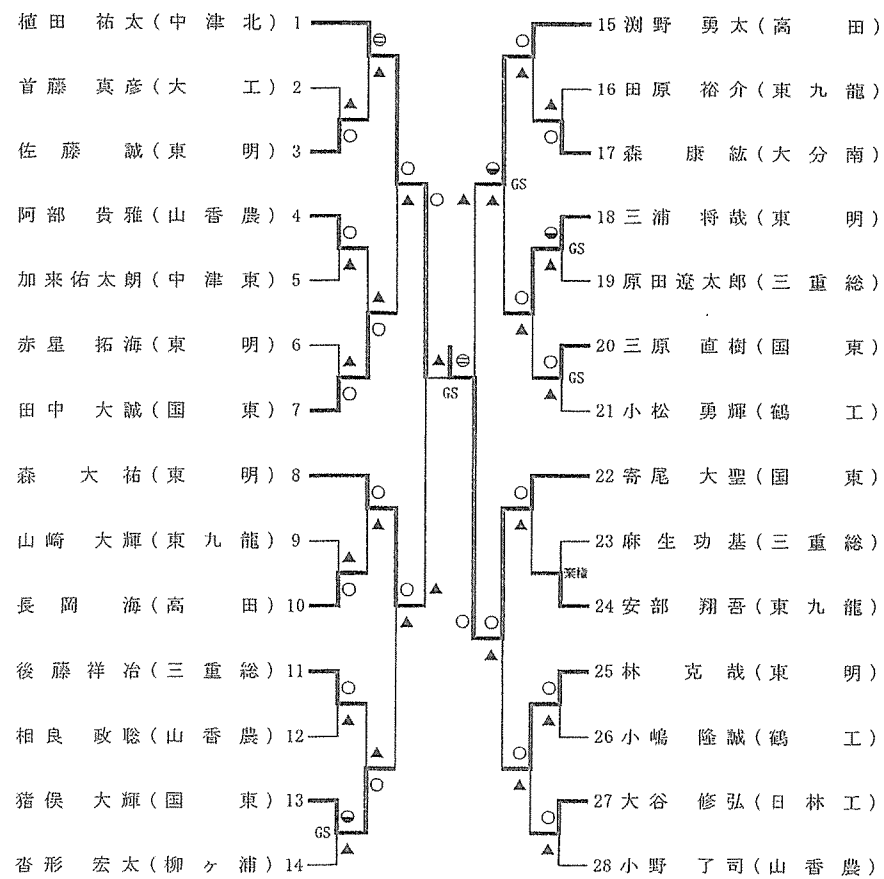 植田 祐太(中津北) 1
首藤 真彦(大工) 2
佐藤 誠(東明) 3
阿部 貴雅(山香農) 4
加来佑太朗(中津東) 5
赤星 拓海(東明) 6
田中 大誠(国東) 7
森 大祐(東明) 8
山崎 大輝(東九龍) 9
長岡 海(高田) 10
後藤祥治(三重総) 11
相良 政聡(山香農) 12
猪俣 大輝(国東) 13
GS
沓形 宏太(柳ヶ浦) 14
GS
15 渕野 勇太(高田)
16 田原 裕介(東九龍)
17 森 康紘(大分南)
GS
18 三浦 将哉(東明)
GS
19 原田遼太郎(三重総)
20 三原 直樹(国東)
GS
21 小松 勇輝(鶴工)
22 寄尾 大聖(国東)
23 麻生功基(三重総)
棄権
24 安部 翔吾(東九龍)
25 林 克哉(東明)
26 小嶋 隆誠(鶴工)
27 大谷 修弘(日林工)
28 小野 了司(山香農)